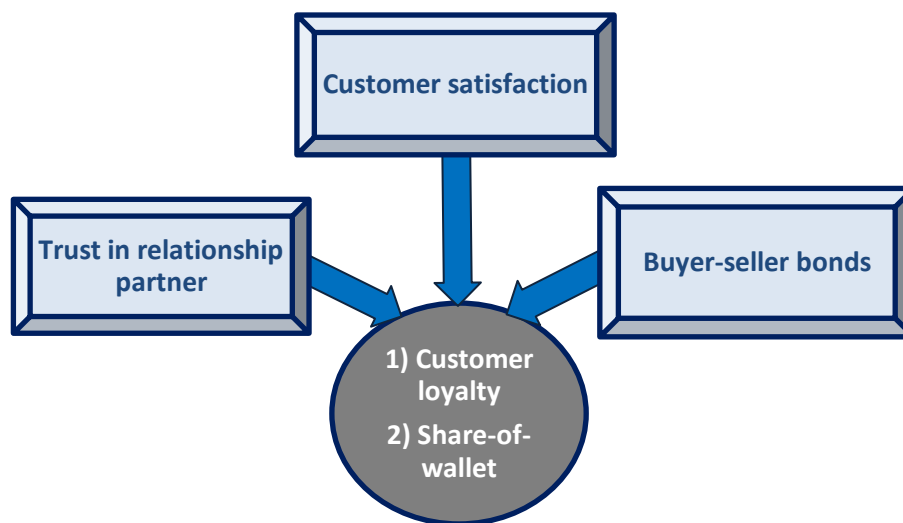 Customer satisfaction
Trust in relationship
partner
Buyer-seller bonds
1) Customer
loyalty
2) Share-of-
wallet